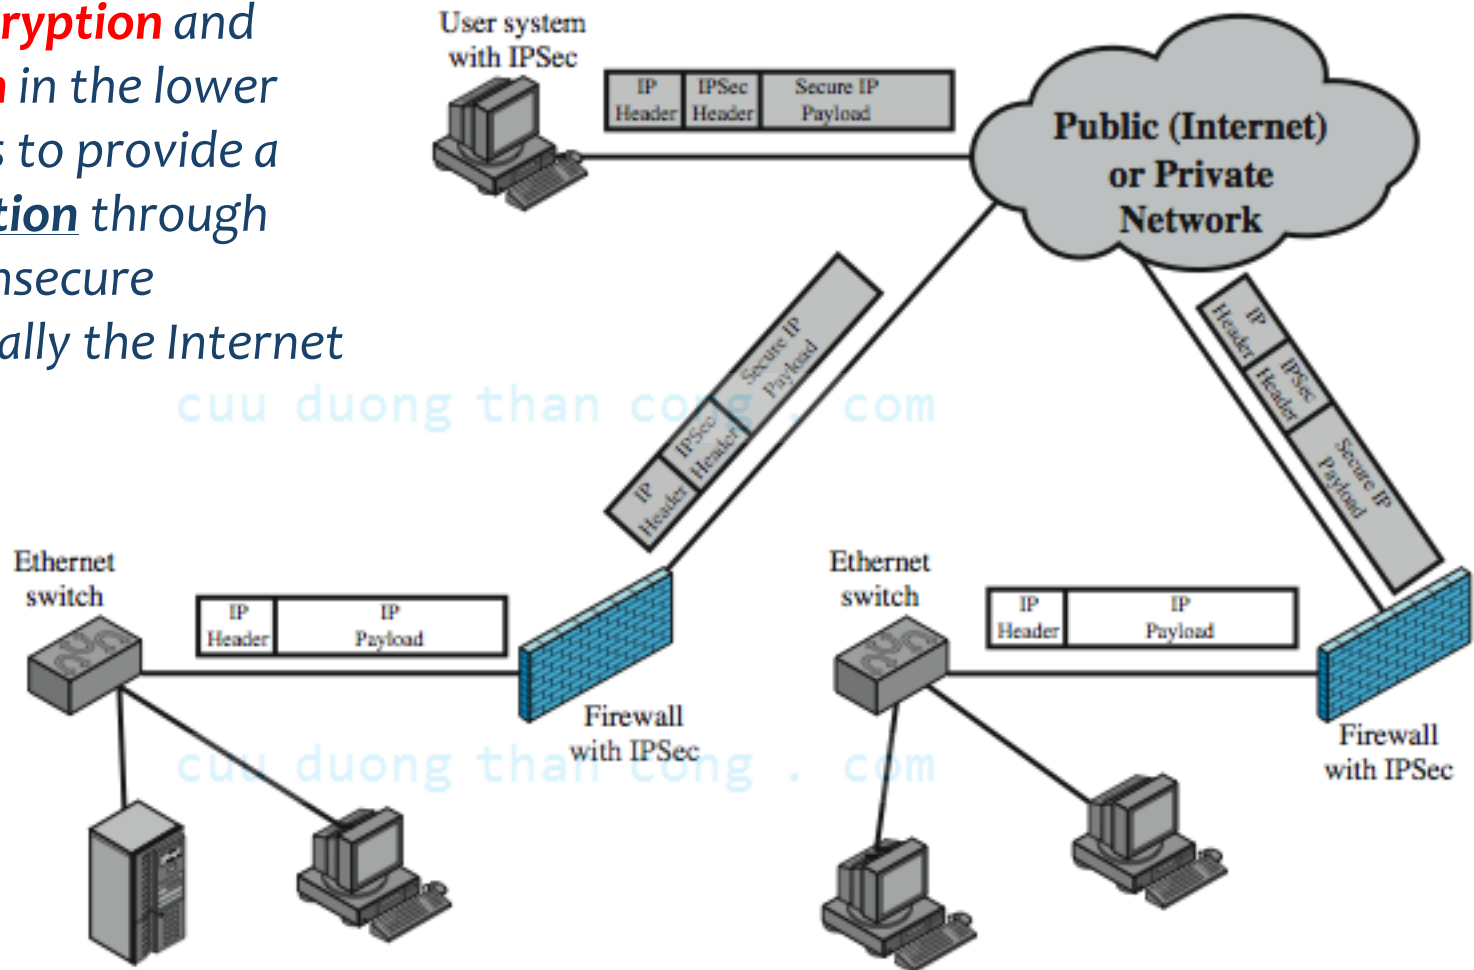 ryption and
in the lower
to provide a
tion through
nsecure
ally the Internet
User system
with IPSec
IP
Header
IPSec
Header
Secure IP
Payload
Public (Internet)
or Private
Network
Secure IP
Payload
IPSec
Header
IP
Header
IP
Header
IPSec
Header
Secure IP
Payload
cuu duong than cong . com
Ethernet
switch
IP
Header
IP
Payload
Firewall
with IPSec
Ethernet
switch
IP
Header
IP
Payload
Firewall
with IPSec
cuu duong than cong . com